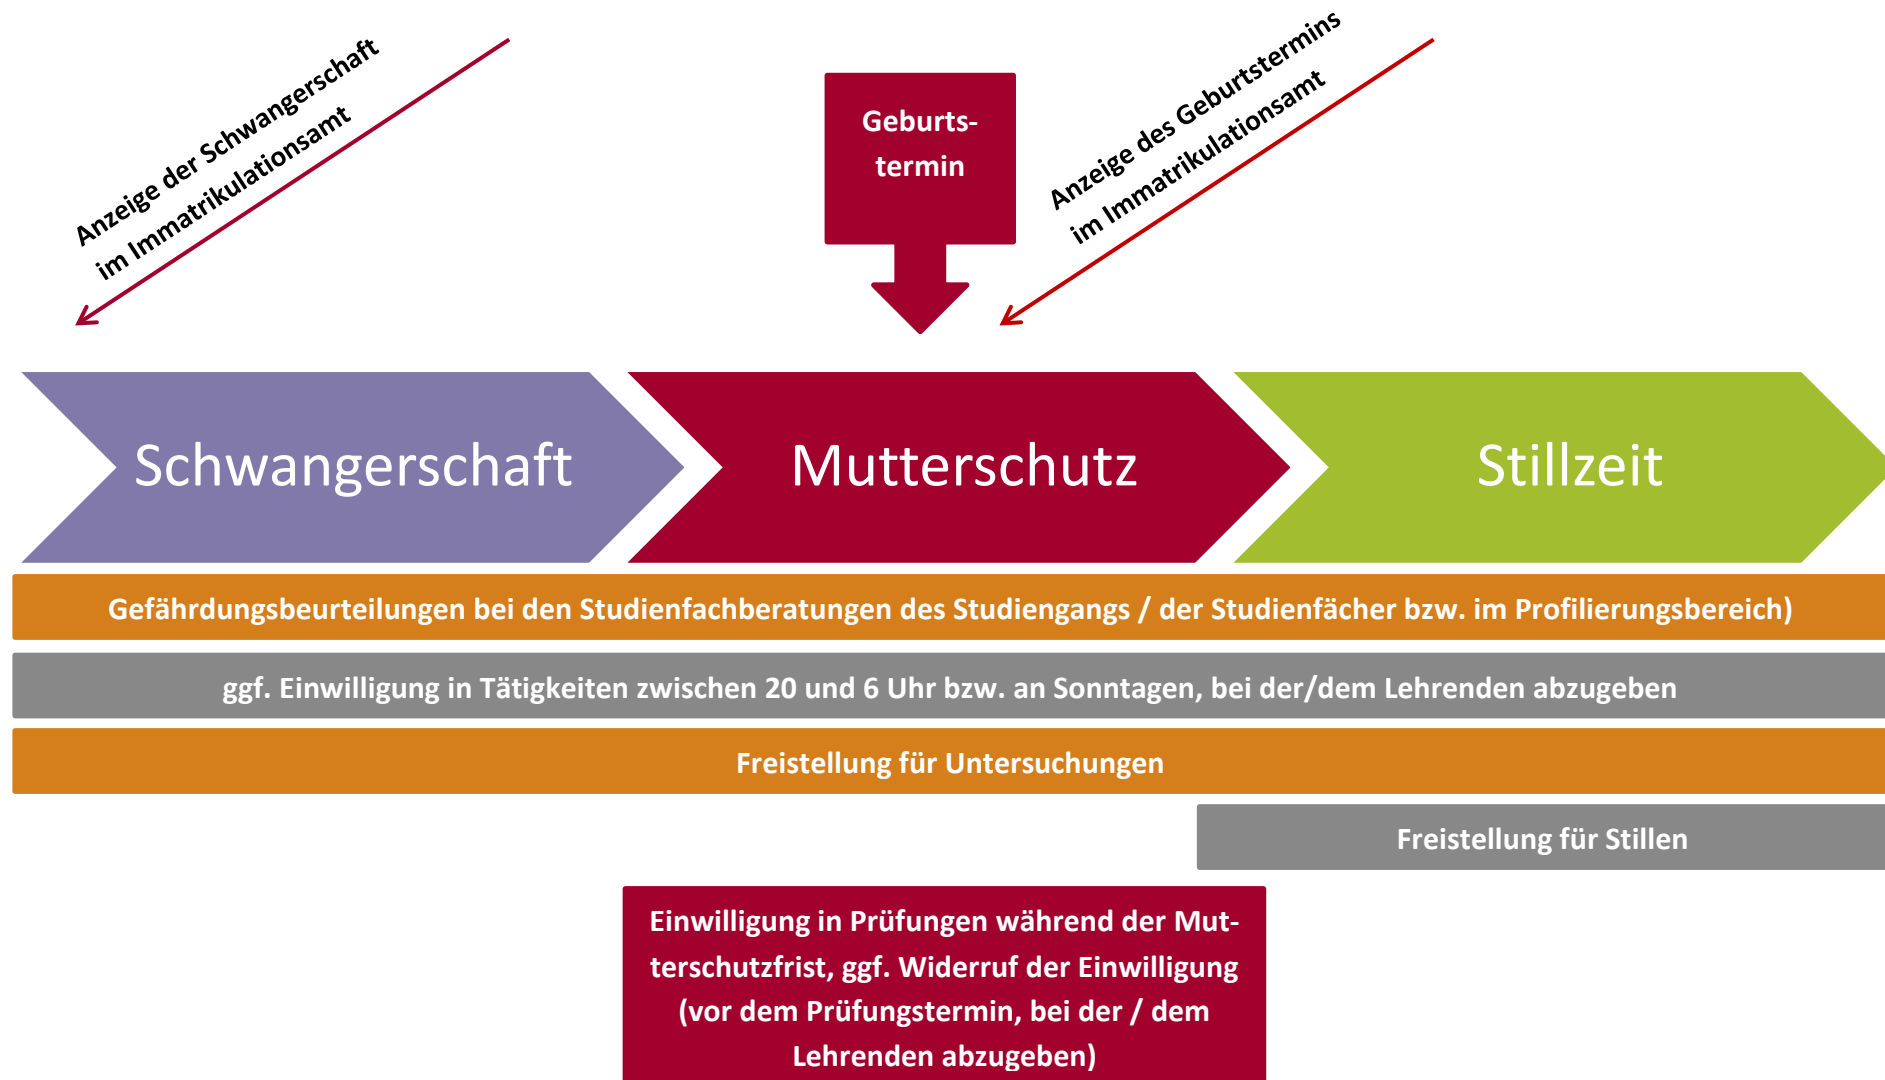 Anzeige der Schwangerschaft
im Immatrikulationsamt
Geburts-
termin
Anzeige des Geburtstermins
im Immatrikulationsamt
Schwangerschaft
Mutterschutz
Stillzeit
Gefährdungsbeurteilungen bei den Studienfachberatungen des Studiengangs / der Studienfächer bzw. im Profilierungsbereich)
ggf. Einwilligung in Tätigkeiten zwischen 20 und 6 Uhr bzw. an Sonntagen, bei der/dem Lehrenden abzugeben
Freistellung für Untersuchungen
Freistellung für Stillen
Einwilligung in Prüfungen während der Mut-
terschutzfrist, ggf. Widerruf der Einwilligung
(vor dem Prüfungstermin, bei der / dem
Lehrenden abzugeben)